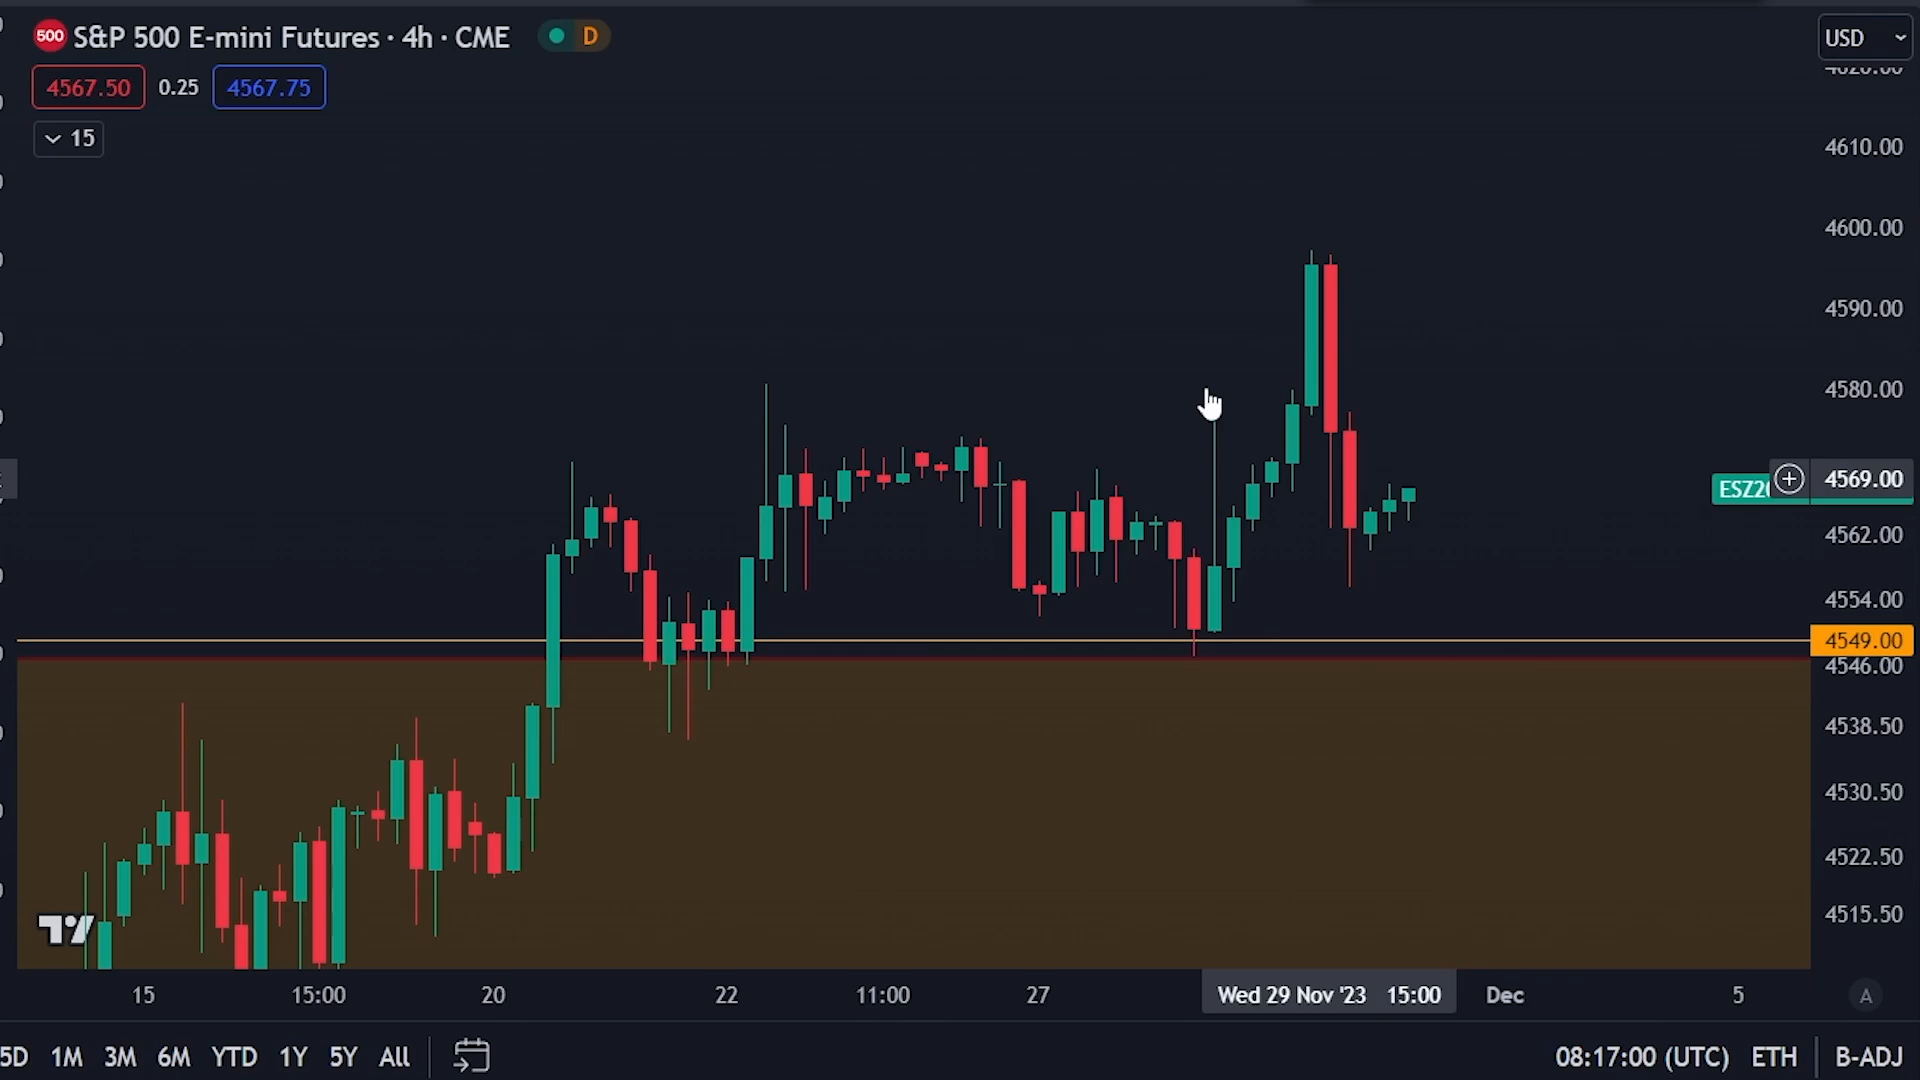 500 S&P 500 E-mini Futures · 4h · CME D
USD
4567.50 0.25 4567.75
15
4610.00
4600.00
4590.00
4580.00
4569.00
4562.00
4554.00
4549.00
4546.00
4538.50
4530.50
4522.50
4515.50
15 15:00 20 22 11:00 27 Wed 29 Nov '23 15:00 Dec 5 A
5D 1M 3M 6M YTD 1Y 5Y All 08:17:00 (UTC) ETH B-ADJ